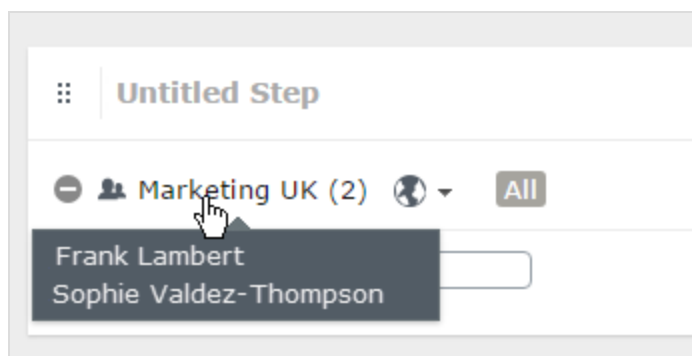 Untitled Step
Marketing UK (2) All
Frank Lambert
Sophie Valdez-Thompson